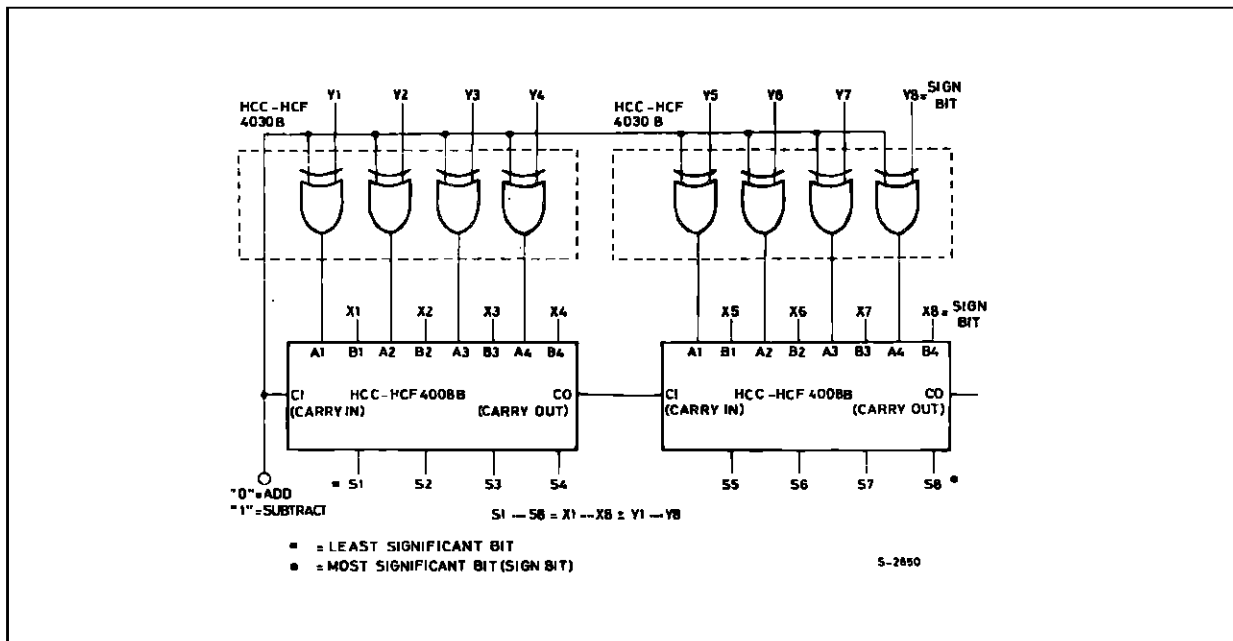 HCC-HCF
4030B
Y1 Y2 Y3 Y4
HCC-HCF
4030B
Y5 Y6 Y7 Y8=SIGN
BIT
X1 X2 X3 X4
X5 X6 X7 X8=SIGN
BIT
A1 B1 A2 B2 A3 B3 A4 B4
CI HCC-HCF 4008B CO
(CARRY IN) (CARRY OUT)
A1 B1 A2 B2 A3 B3 A4 B4
CI HCC-HCF 4008B CO
(CARRY IN) (CARRY OUT)
"0"=ADD
"1"=SUBTRACT
■ S1 S2 S3 S4
S5 S6 S7 S8 ●
S1 — S8 = X1 — X8 ± Y1 — Y8
■ = LEAST SIGNIFICANT BIT
● = MOST SIGNIFICANT BIT (SIGN BIT)
S-2650